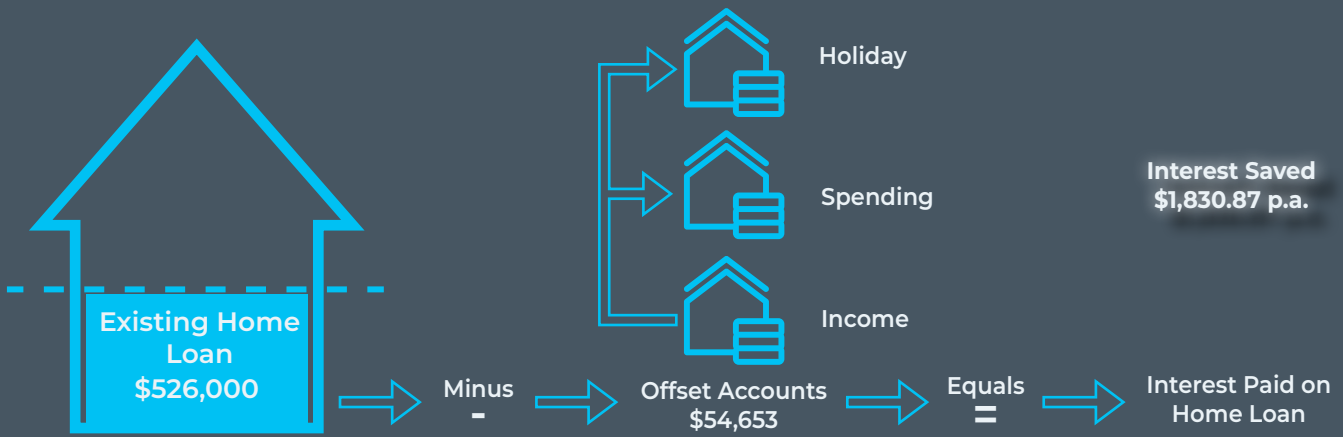 Holiday
Spending
Income
Interest Saved
$1,830.87 p.a.
Existing Home
Loan
$526,000
Minus
-
Offset Accounts
$54,653
Equals
=
Interest Paid on
Home Loan